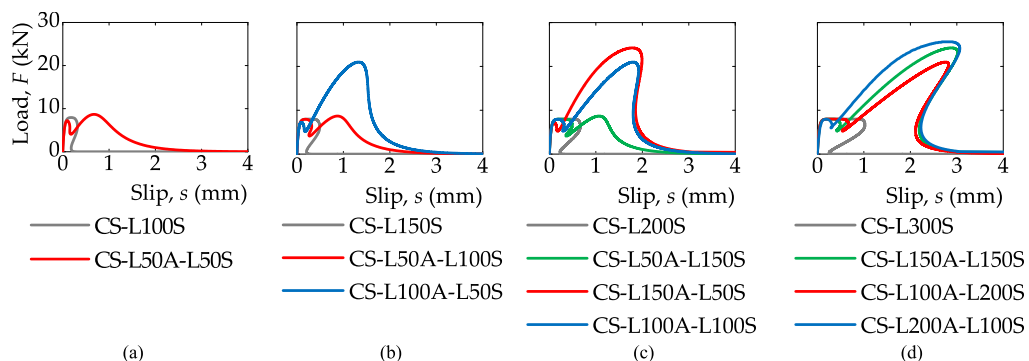 Load, F (kN)
30
20
10
0
0 1 2 3 4
0 1 2 3 4
0 1 2 3 4
0 1 2 3 4
Slip, s (mm)
Slip, s (mm)
Slip, s (mm)
Slip, s (mm)
CS-L100S
CS-L50A-L50S
CS-L150S
CS-L50A-L100S
CS-L100A-L50S
CS-L200S
CS-L50A-L150S
CS-L150A-L50S
CS-L100A-L100S
CS-L300S
CS-L150A-L150S
CS-L100A-L200S
CS-L200A-L100S
(a)
(b)
(c)
(d)